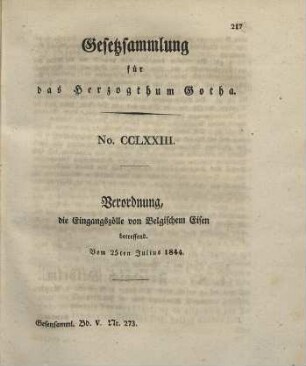 217
Gesetzsammlung
für
das Herzogthum Gotha.
No. CCLXXIII.
Verordnung,
die Eingangszölle von Belgischem Eisen
betreffend.
Vom 25ten Julius 1844.
Gesetzsamml. Bd. V. Nr. 273.